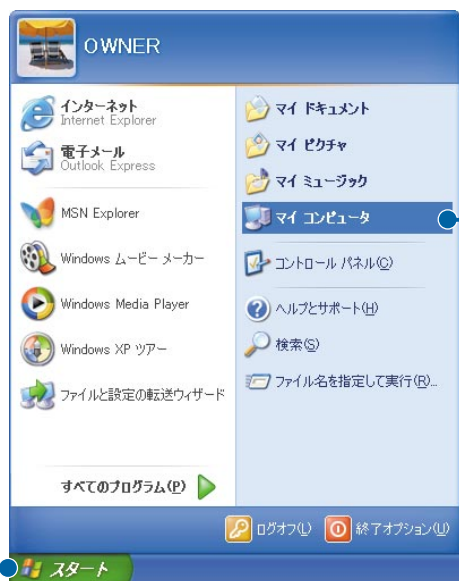 OWNER
インターネット
Internet Explorer
電子メール
Outlook Express
MSN Explorer
Windows ムービー メーカー
Windows Media Player
Windows XP ツアー
ファイルと設定の転送ウィザード
すべてのプログラム(P)
マイ ドキュメント
マイ ピクチャ
マイ ミュージック
マイ コンピュータ
コントロール パネル(C)
ヘルプとサポート(H)
検索(S)
ファイル名を指定して実行(R)...
ログオフ(L)
終了オプション(U)
スタート